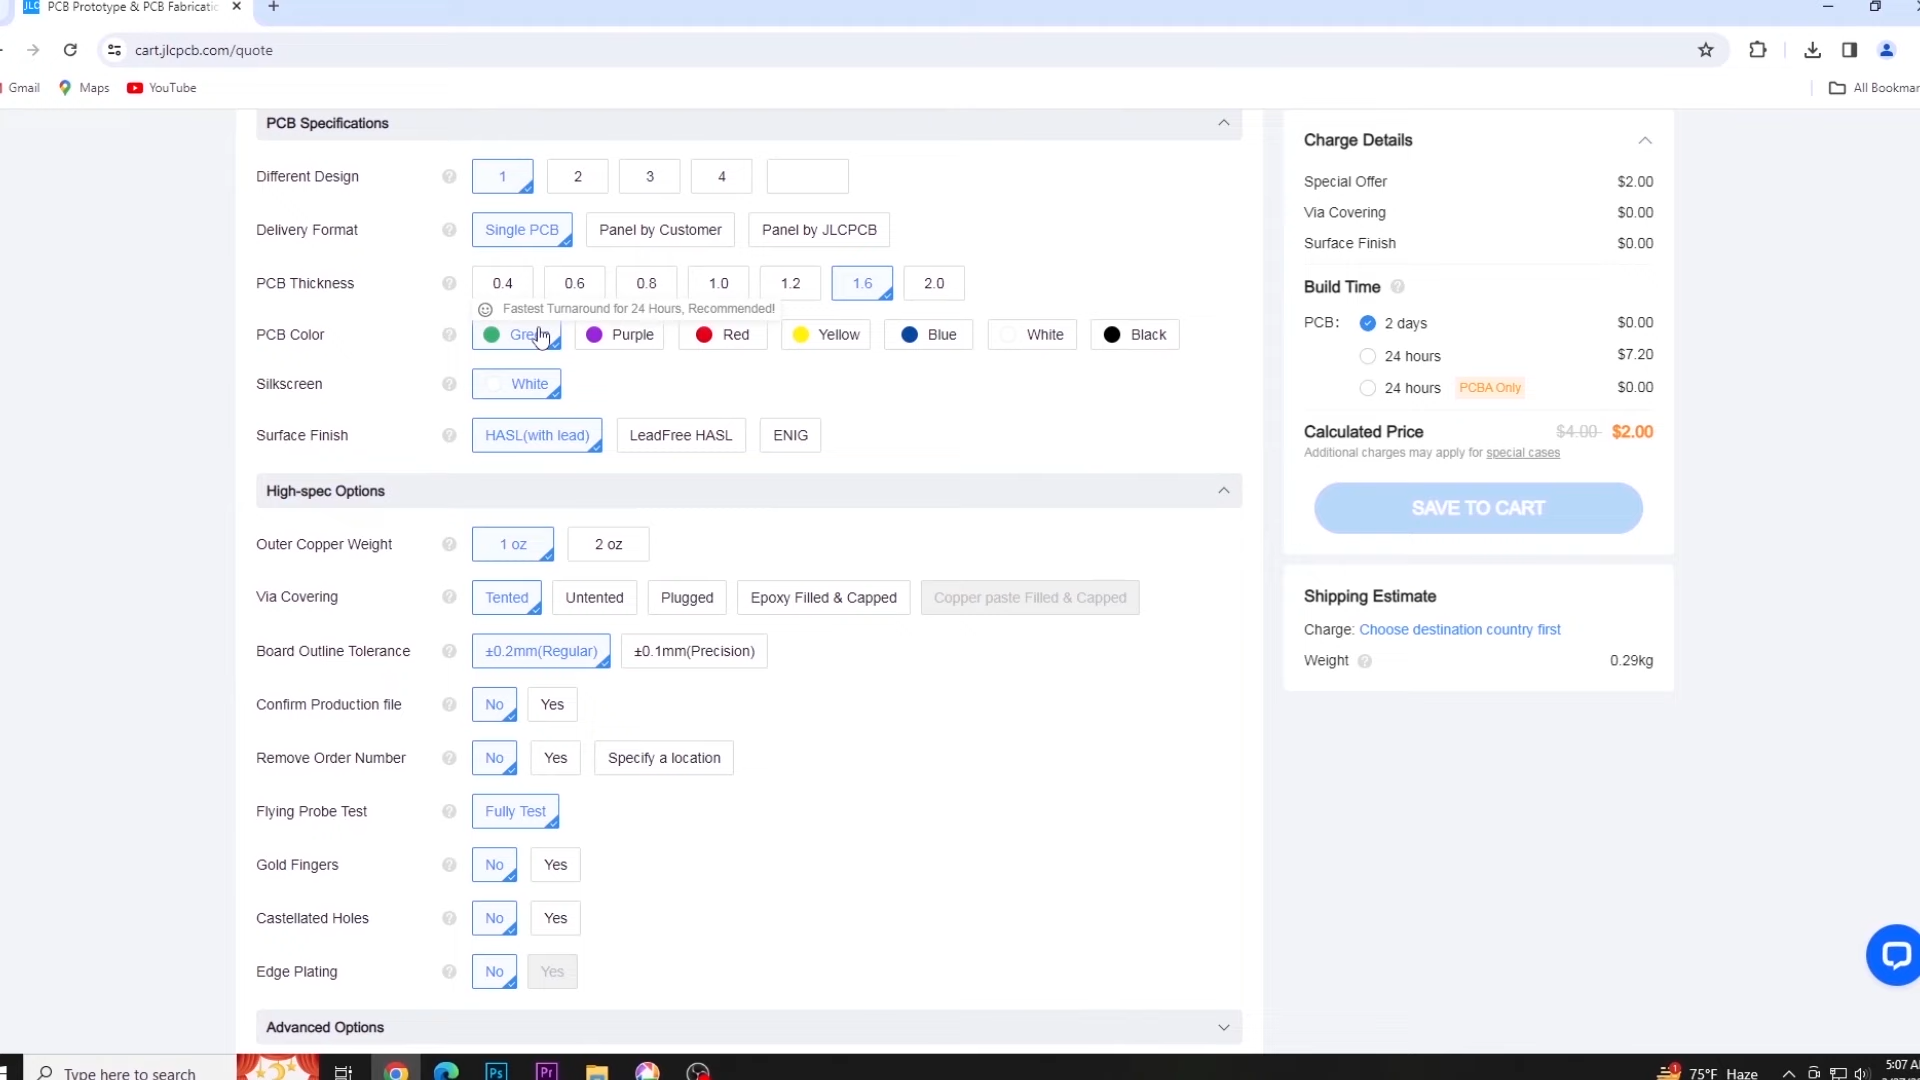 JLC PCB Prototype & PCB Fabricatic
cart.jlcpcb.com/quote
Gmail Maps YouTube All Bookmar
PCB Specifications
Different Design 1 2 3 4
Delivery Format Single PCB Panel by Customer Panel by JLCPCB
PCB Thickness 0.4 0.6 0.8 1.0 1.2 1.6 2.0
Fastest Turnaround for 24 Hours, Recommended!
PCB Color Gre Purple Red Yellow Blue White Black
Silkscreen White
Surface Finish HASL(with lead) LeadFree HASL ENIG
High-spec Options
Outer Copper Weight 1 oz 2 oz
Via Covering Tented Untented Plugged Epoxy Filled & Capped Copper paste Filled & Capped
Board Outline Tolerance ±0.2mm(Regular) ±0.1mm(Precision)
Confirm Production file No Yes
Remove Order Number No Yes Specify a location
Flying Probe Test Fully Test
Gold Fingers No Yes
Castellated Holes No Yes
Edge Plating No Yes
Advanced Options
Charge Details
Special Offer $2.00
Via Covering $0.00
Surface Finish $0.00
Build Time
PCB: 2 days $0.00
24 hours $7.20
24 hours PCBA Only $0.00
Calculated Price $4.00 $2.00
Additional charges may apply for special cases
SAVE TO CART
Shipping Estimate
Charge: Choose destination country first
Weight 0.29kg
Type here to search Ps Pr 1 75°F Haze 5:07 A